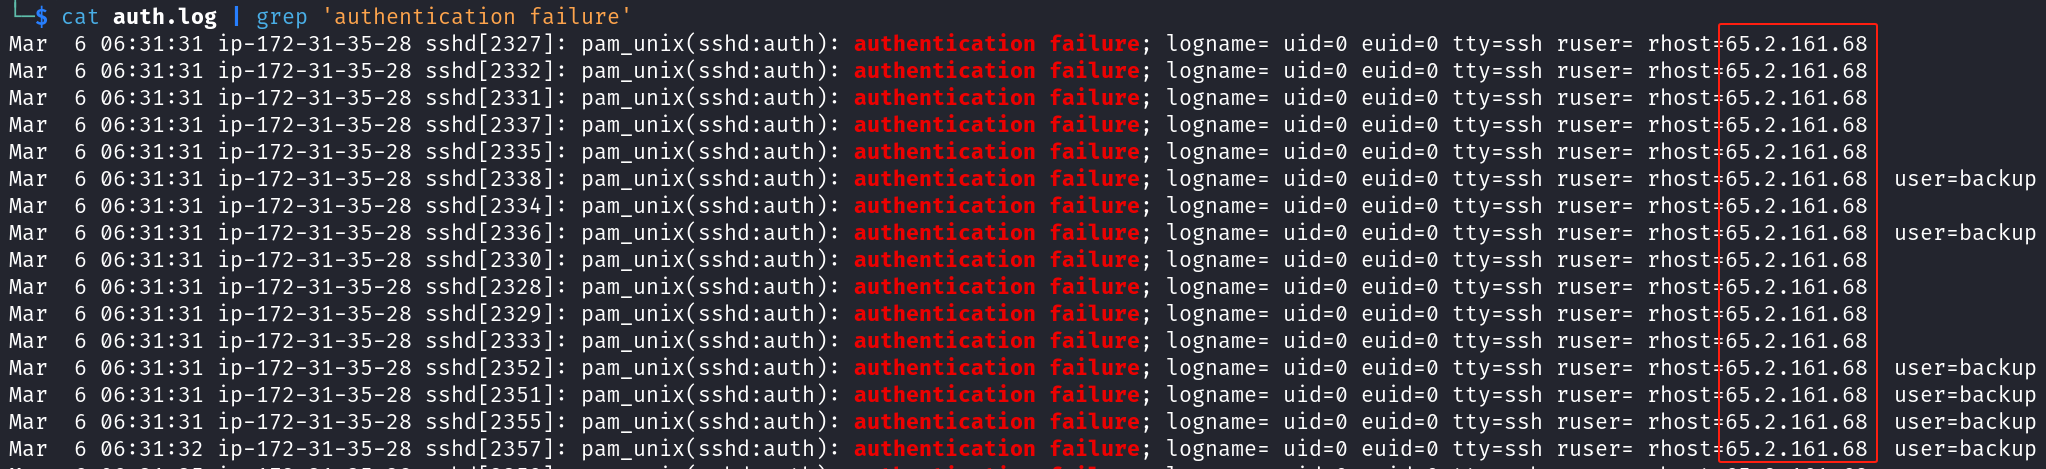 └─$ cat auth.log | grep 'authentication failure'
Mar  6 06:31:31 ip-172-31-35-28 sshd[2327]: pam_unix(sshd:auth): authentication failure; logname= uid=0 euid=0 tty=ssh ruser= rhost=65.2.161.68
Mar  6 06:31:31 ip-172-31-35-28 sshd[2332]: pam_unix(sshd:auth): authentication failure; logname= uid=0 euid=0 tty=ssh ruser= rhost=65.2.161.68
Mar  6 06:31:31 ip-172-31-35-28 sshd[2331]: pam_unix(sshd:auth): authentication failure; logname= uid=0 euid=0 tty=ssh ruser= rhost=65.2.161.68
Mar  6 06:31:31 ip-172-31-35-28 sshd[2337]: pam_unix(sshd:auth): authentication failure; logname= uid=0 euid=0 tty=ssh ruser= rhost=65.2.161.68
Mar  6 06:31:31 ip-172-31-35-28 sshd[2335]: pam_unix(sshd:auth): authentication failure; logname= uid=0 euid=0 tty=ssh ruser= rhost=65.2.161.68
Mar  6 06:31:31 ip-172-31-35-28 sshd[2338]: pam_unix(sshd:auth): authentication failure; logname= uid=0 euid=0 tty=ssh ruser= rhost=65.2.161.68  user=backup
Mar  6 06:31:31 ip-172-31-35-28 sshd[2334]: pam_unix(sshd:auth): authentication failure; logname= uid=0 euid=0 tty=ssh ruser= rhost=65.2.161.68
Mar  6 06:31:31 ip-172-31-35-28 sshd[2336]: pam_unix(sshd:auth): authentication failure; logname= uid=0 euid=0 tty=ssh ruser= rhost=65.2.161.68  user=backup
Mar  6 06:31:31 ip-172-31-35-28 sshd[2330]: pam_unix(sshd:auth): authentication failure; logname= uid=0 euid=0 tty=ssh ruser= rhost=65.2.161.68
Mar  6 06:31:31 ip-172-31-35-28 sshd[2328]: pam_unix(sshd:auth): authentication failure; logname= uid=0 euid=0 tty=ssh ruser= rhost=65.2.161.68
Mar  6 06:31:31 ip-172-31-35-28 sshd[2329]: pam_unix(sshd:auth): authentication failure; logname= uid=0 euid=0 tty=ssh ruser= rhost=65.2.161.68
Mar  6 06:31:31 ip-172-31-35-28 sshd[2333]: pam_unix(sshd:auth): authentication failure; logname= uid=0 euid=0 tty=ssh ruser= rhost=65.2.161.68
Mar  6 06:31:31 ip-172-31-35-28 sshd[2352]: pam_unix(sshd:auth): authentication failure; logname= uid=0 euid=0 tty=ssh ruser= rhost=65.2.161.68  user=backup
Mar  6 06:31:31 ip-172-31-35-28 sshd[2351]: pam_unix(sshd:auth): authentication failure; logname= uid=0 euid=0 tty=ssh ruser= rhost=65.2.161.68  user=backup
Mar  6 06:31:31 ip-172-31-35-28 sshd[2355]: pam_unix(sshd:auth): authentication failure; logname= uid=0 euid=0 tty=ssh ruser= rhost=65.2.161.68  user=backup
Mar  6 06:31:32 ip-172-31-35-28 sshd[2357]: pam_unix(sshd:auth): authentication failure; logname= uid=0 euid=0 tty=ssh ruser= rhost=65.2.161.68  user=backup